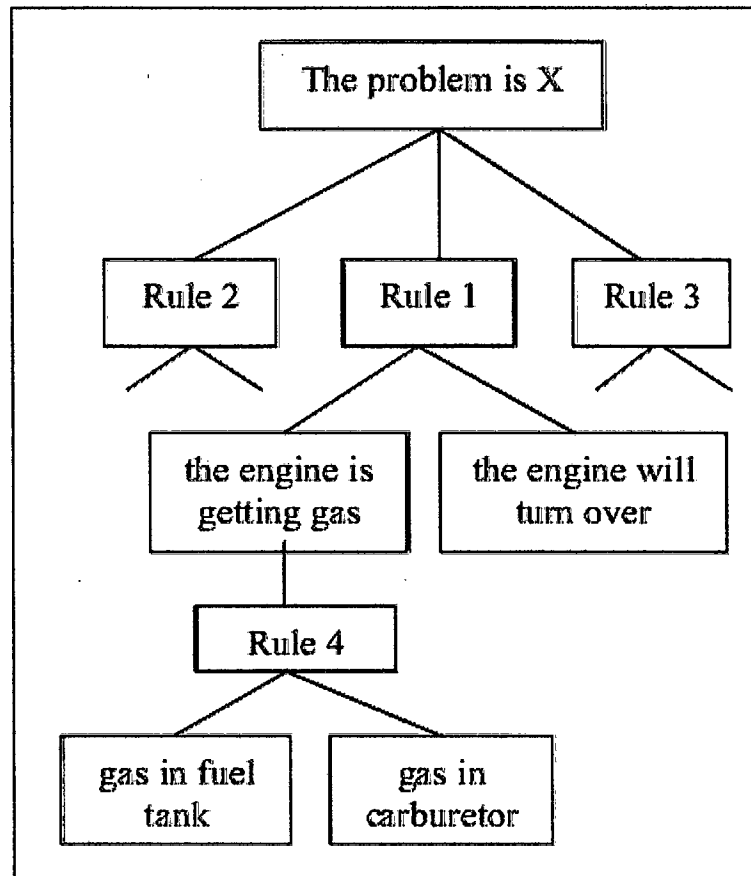 The problem is X
Rule 2
Rule 1
Rule 3
the engine is
getting gas
the engine will
turn over
Rule 4
gas in fuel
tank
gas in
carburetor